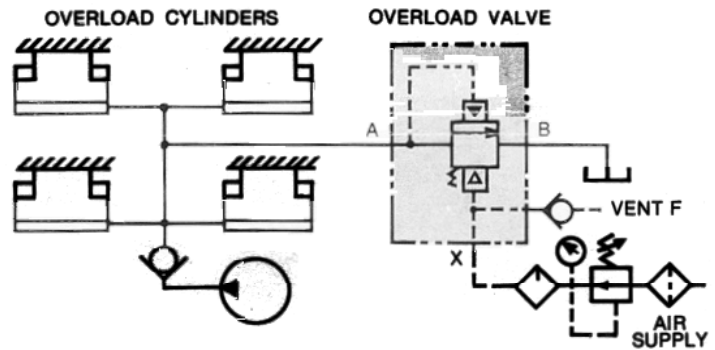 OVERLOAD CYLINDERS
OVERLOAD VALVE
A
B
VENT F
X
AIR
SUPPLY